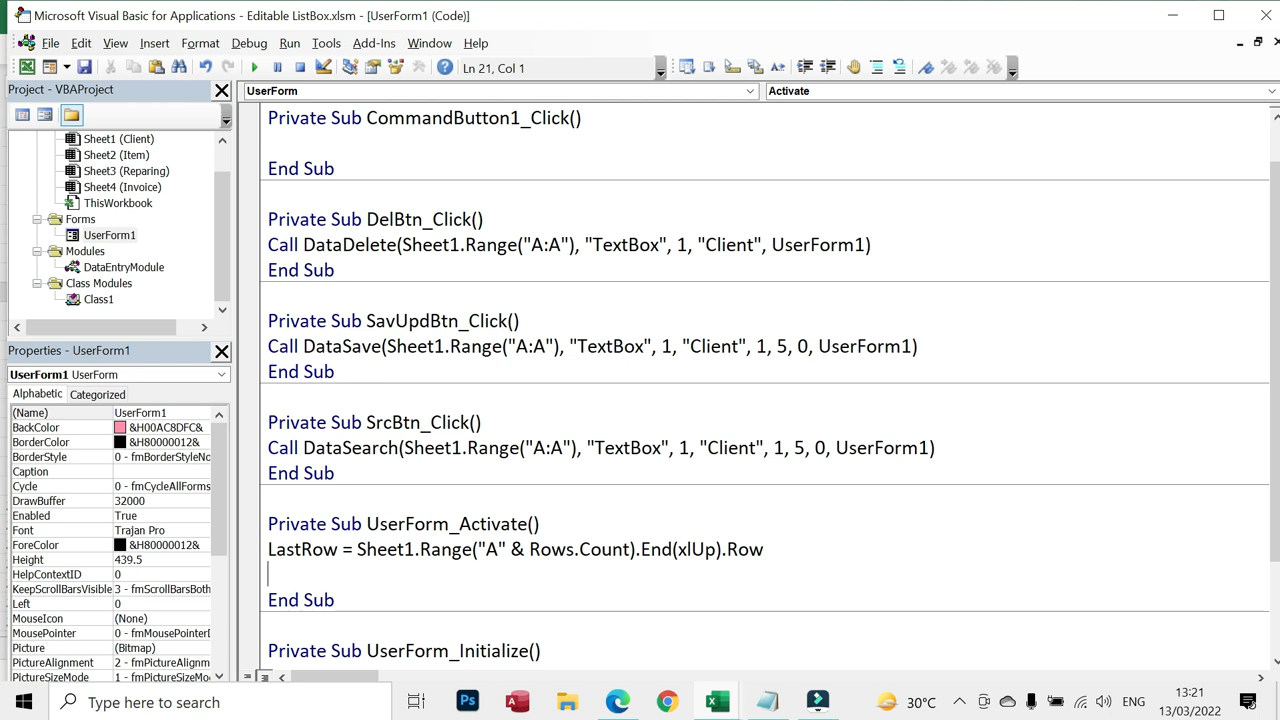 Microsoft Visual Basic for Applications - Editable ListBox.xlsm - [UserForm1 (Code)]
File Edit View Insert Format Debug Run Tools Add-Ins Window Help
Ln 21, Col 1
Project - VBAProject
UserForm
Activate
Sheet1 (Client)
Sheet2 (Item)
Sheet3 (Reparing)
Sheet4 (Invoice)
ThisWorkbook
Forms
UserForm1
Modules
DataEntryModule
Class Modules
Class1
Properties - UserForm1
UserForm1 UserForm
Alphabetic Categorized
(Name) UserForm1
BackColor &H00AC8DFC&
BorderColor &H80000012&
BorderStyle 0 - fmBorderStyleNo
Caption
Cycle 0 - fmCycleAllForms
DrawBuffer 32000
Enabled True
Font Trajan Pro
ForeColor &H80000012&
Height 439.5
HelpContextID 0
KeepScrollBarsVisible 3 - fmScrollBarsBoth
Left 0
MouseIcon (None)
MousePointer 0 - fmMousePointerD
Picture (Bitmap)
PictureAlignment 2 - fmPictureAlignm
PictureSizeMode 1 - fmPictureSizeMo
Private Sub CommandButton1_Click()
End Sub
Private Sub DelBtn_Click()
Call DataDelete(Sheet1.Range("A:A"), "TextBox", 1, "Client", UserForm1)
End Sub
Private Sub SavUpdBtn_Click()
Call DataSave(Sheet1.Range("A:A"), "TextBox", 1, "Client", 1, 5, 0, UserForm1)
End Sub
Private Sub SrcBtn_Click()
Call DataSearch(Sheet1.Range("A:A"), "TextBox", 1, "Client", 1, 5, 0, UserForm1)
End Sub
Private Sub UserForm_Activate()
LastRow = Sheet1.Range("A" & Rows.Count).End(xlUp).Row
End Sub
Private Sub UserForm_Initialize()
Type here to search
Ps
30°C
ENG
13:21
13/03/2022